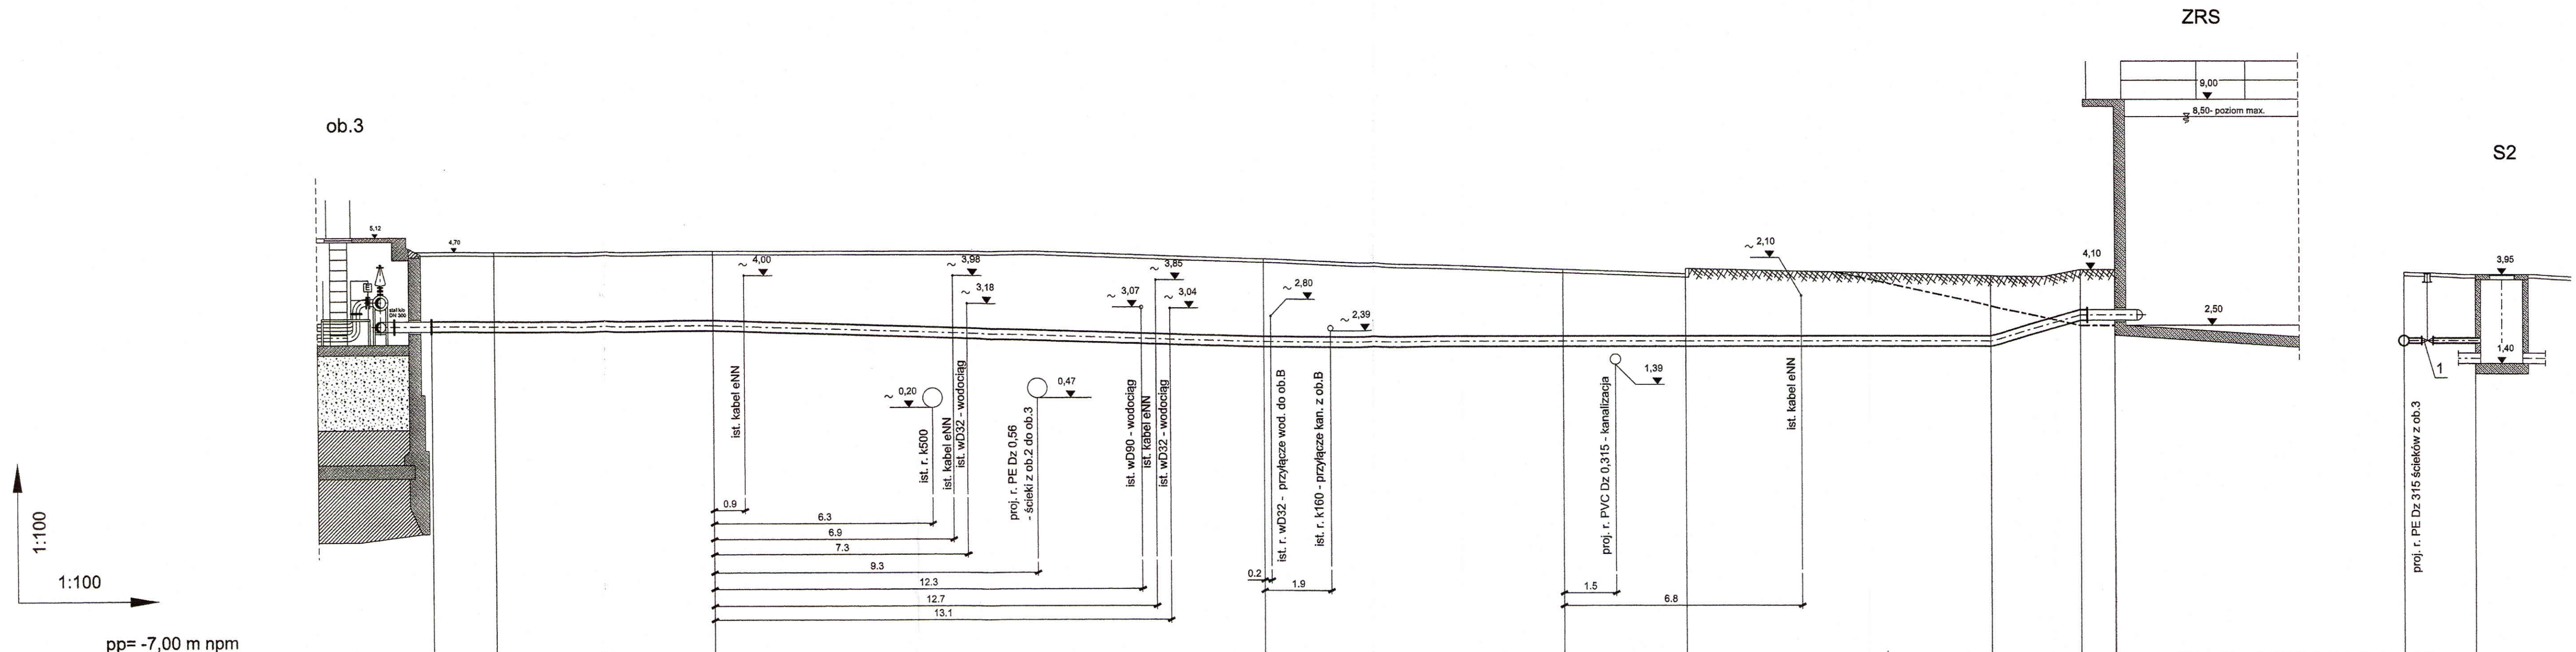 ZRS
9,00
8,50- poziom max.
ob.3
S2
5,12
4,70
stal k/o
DN 300
~ 4,00
~ 3,98
~ 3,18
~ 3,85
~ 3,07
~ 3,04
~ 2,80
~ 2,39
~ 2,10
4,10
2,50
3,95
1,40
1
~ 0,20
0,47
1,39
ist. kabel eNN
ist. r. k500
ist. kabel eNN
ist. wD32 - wodociąg
proj. r. PE Dz 0,56
- ścieki z ob.2 do ob.3
ist. wD90 - wodociąg
ist. kabel eNN
ist. wD32 - wodociąg
ist. r. wD32 - przyłącze wod. do ob.B
ist. r. k160 - przyłącze kan. z ob.B
proj. r. PVC Dz 0,315 - kanalizacja
ist. kabel eNN
proj. r. PE Dz 315 ścieków z ob.3
0.9
6.3
6.9
7.3
9.3
12.3
12.7
13.1
0.2
1.9
1.5
6.8
1:100
1:100
pp= -7,00 m npm